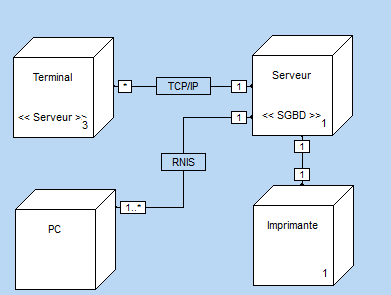 Terminal
<< Serveur >>
3
*
TCP/IP
1
Serveur
<< SGBD >>
1
1
RNIS
1..*
PC
1
1
Imprimante
1